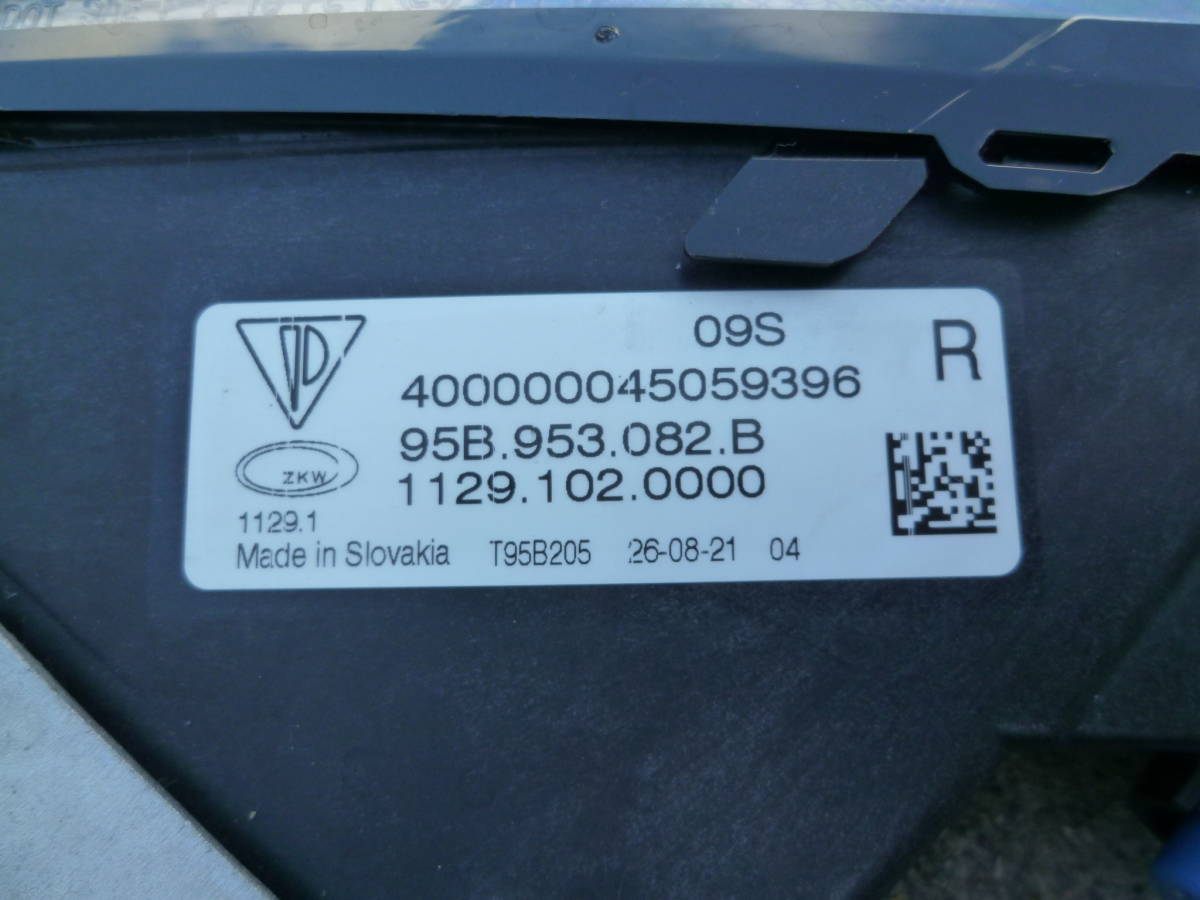 09S
R
400000045059396
95B.953.082.B
ZKW
1129.102.0000
1129.1
Made in Slovakia T95B205 26-08-21 04